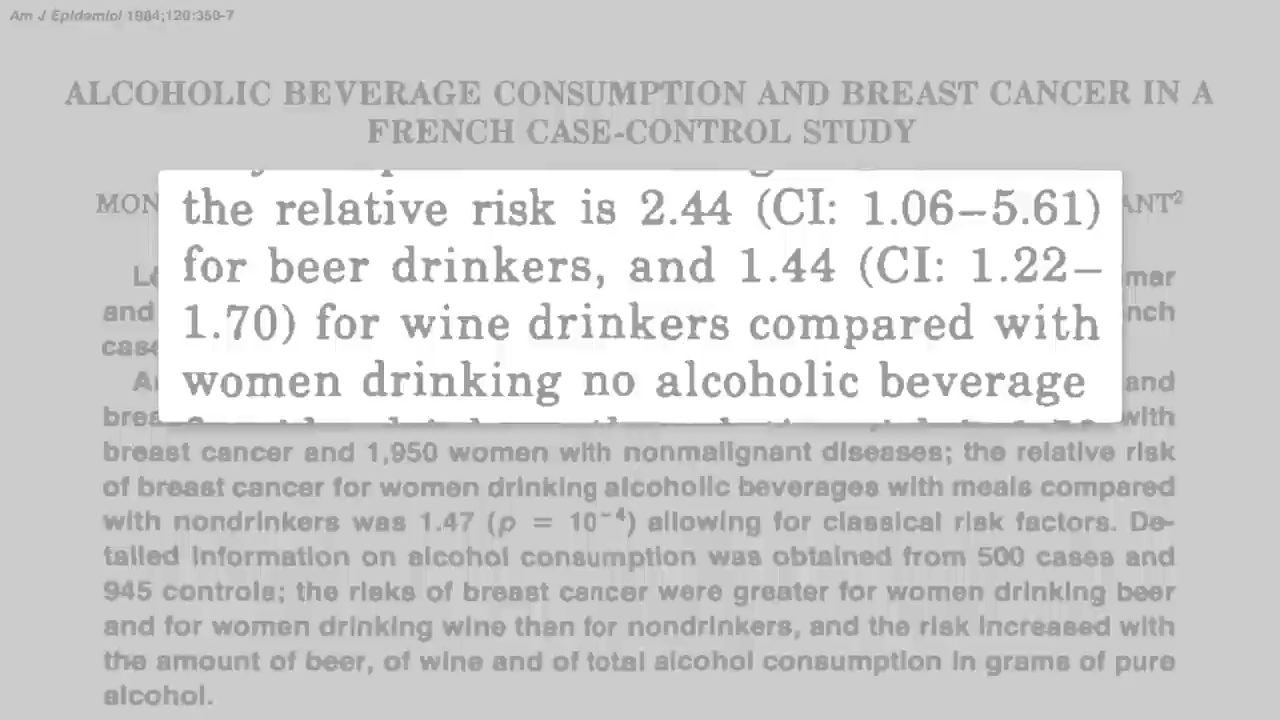 Am J Epidemiol 1984;120:350-7
ALCOHOLIC BEVERAGE CONSUMPTION AND BREAST CANCER IN A
FRENCH CASE-CONTROL STUDY
the relative risk is 2.44 (CI: 1.06–5.61)
for beer drinkers, and 1.44 (CI: 1.22–
1.70) for wine drinkers compared with
women drinking no alcoholic beverage
and
with
breast cancer and 1,950 women with nonmalignant diseases; the relative risk
of breast cancer for women drinking alcoholic beverages with meals compared
with nondrinkers was 1.47 (p = 10⁻⁴) allowing for classical risk factors. De-
tailed information on alcohol consumption was obtained from 500 cases and
945 controls; the risks of breast cancer were greater for women drinking beer
and for women drinking wine than for nondrinkers, and the risk increased with
the amount of beer, of wine and of total alcohol consumption in grams of pure
alcohol.